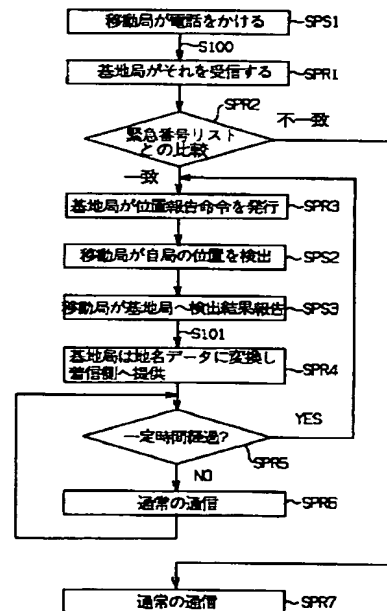 移動局が電話をかける
SPS1
S100
基地局がそれを受信する
SPR1
SPR2
緊急番号リスト
との比較
不一致
一致
基地局が位置報告命令を発行
SPR3
移動局が自局の位置を検出
SPS2
移動局が基地局へ検出結果報告
SPS3
S101
基地局は地名データに変換し
着信側へ提供
SPR4
一定時間経過?
YES
SPR5
NO
通常の通信
SPR6
通常の通信
SPR7